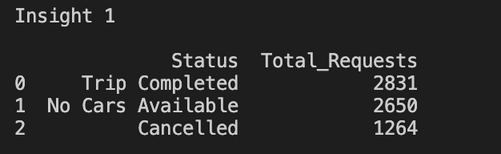 Insight 1
Status Total_Requests
0 Trip Completed 2831
1 No Cars Available 2650
2 Cancelled 1264